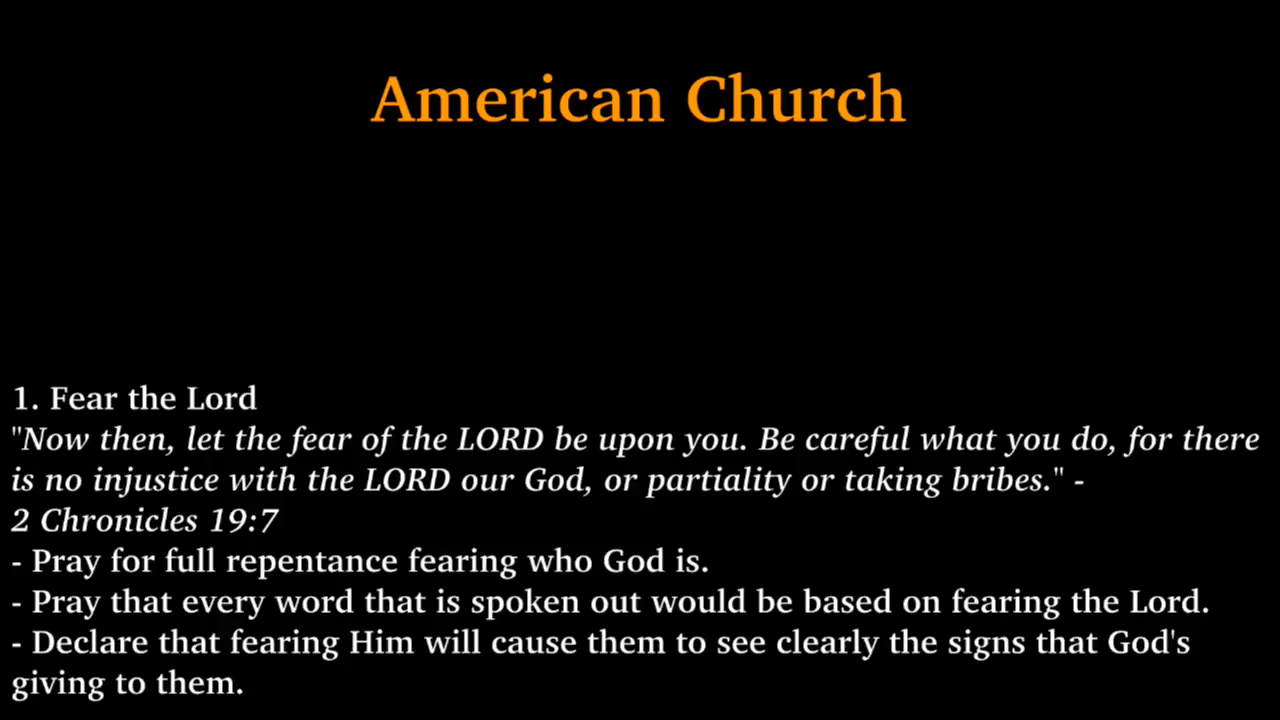 American Church
1. Fear the Lord
"Now then, let the fear of the LORD be upon you. Be careful what you do, for there
is no injustice with the LORD our God, or partiality or taking bribes." -
2 Chronicles 19:7
- Pray for full repentance fearing who God is.
- Pray that every word that is spoken out would be based on fearing the Lord.
- Declare that fearing Him will cause them to see clearly the signs that God's
giving to them.